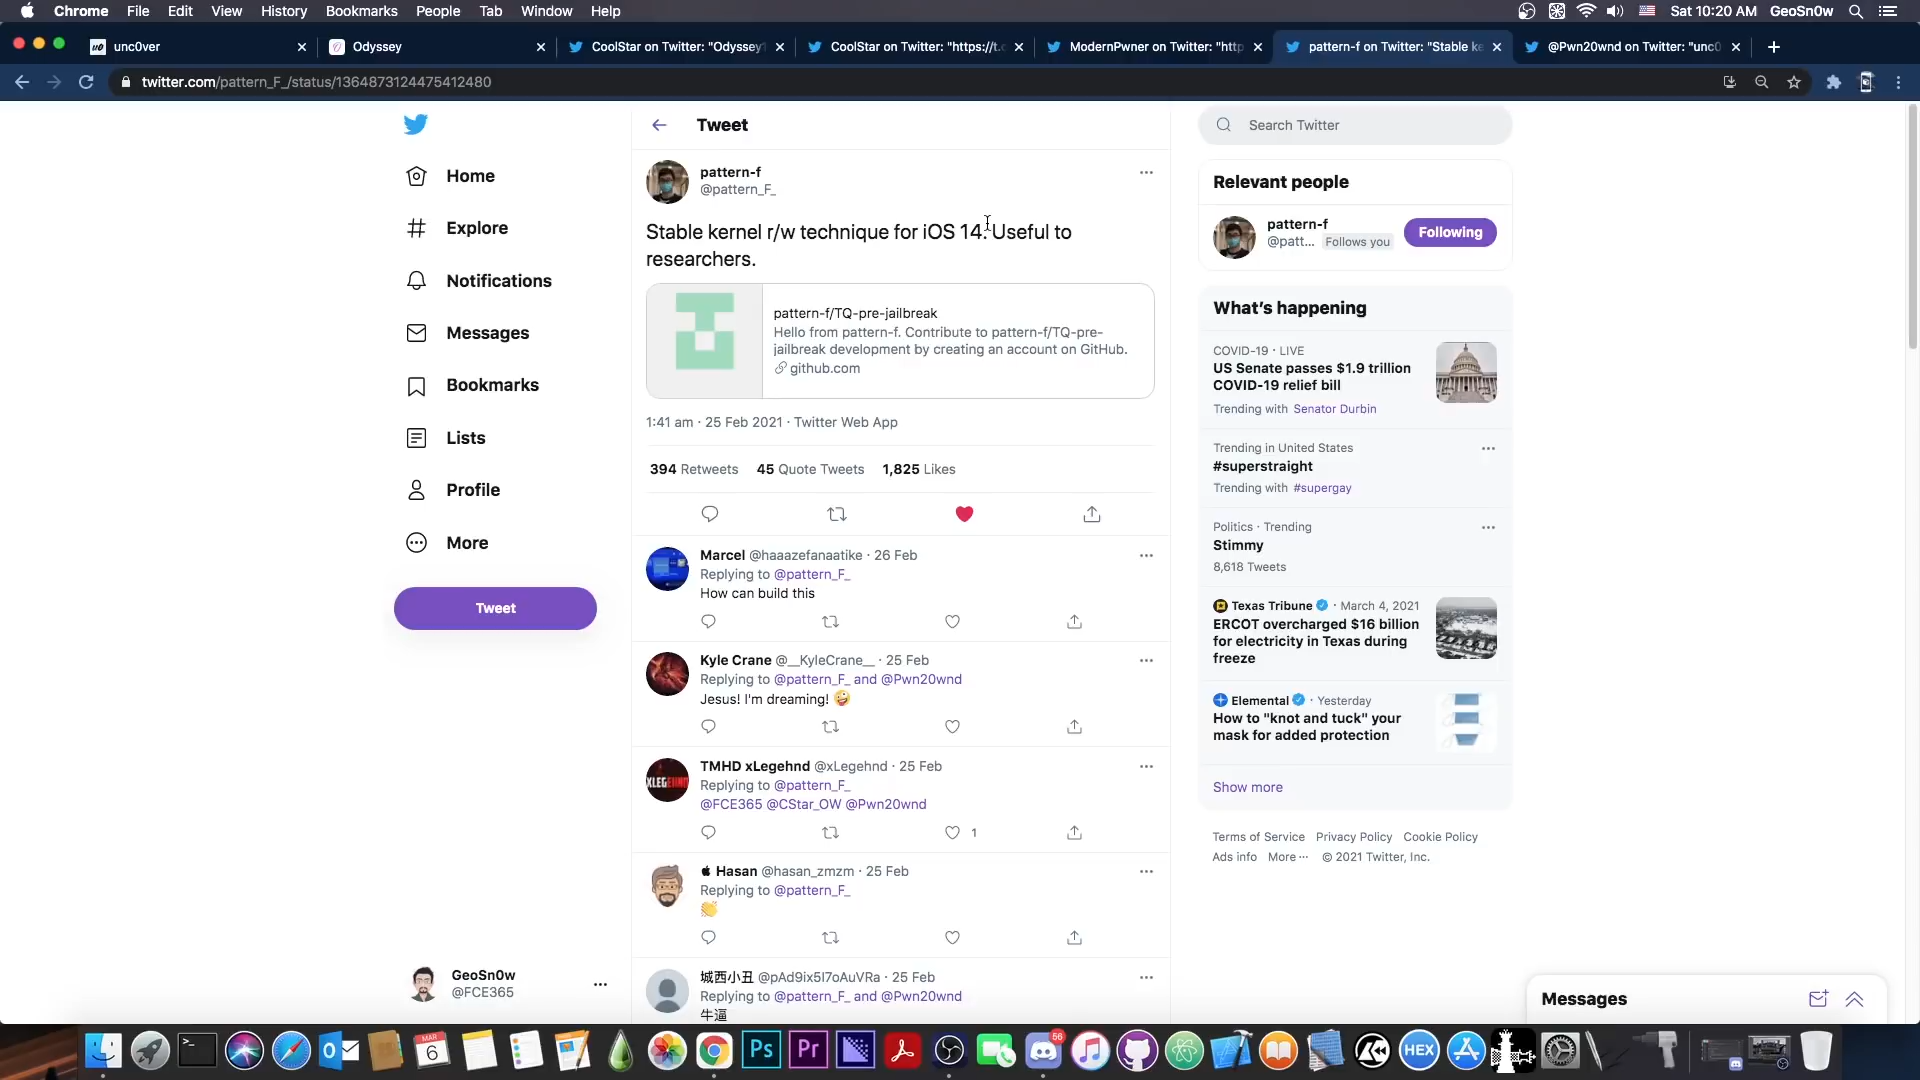 Chrome File Edit View History Bookmarks People Tab Window Help
Sat 10:20 AM GeoSn0w
unc0ver
Odyssey
CoolStar on Twitter: "Odyssey
CoolStar on Twitter: "https://t.c
ModernPwner on Twitter: "http
pattern-f on Twitter: "Stable ke
@Pwn20wnd on Twitter: "unc0
twitter.com/pattern_F_/status/1364873124475412480
Home
Explore
Notifications
Messages
Bookmarks
Lists
Profile
More
Tweet
GeoSn0w
@FCE365
Tweet
pattern-f
@pattern_F_
Stable kernel r/w technique for iOS 14. Useful to
researchers.
pattern-f/TQ-pre-jailbreak
Hello from pattern-f. Contribute to pattern-f/TQ-pre-
jailbreak development by creating an account on GitHub.
github.com
1:41 am · 25 Feb 2021 · Twitter Web App
394 Retweets 45 Quote Tweets 1,825 Likes
Marcel @haaazefanaatike · 26 Feb
Replying to @pattern_F_
How can build this
Kyle Crane @__KyleCrane__ · 25 Feb
Replying to @pattern_F_ and @Pwn20wnd
Jesus! I'm dreaming! 🤪
TMHD xLegehnd @xLegehnd · 25 Feb
Replying to @pattern_F_
@FCE365 @CStar_OW @Pwn20wnd
1
Hasan @hasan_zmzm · 25 Feb
Replying to @pattern_F_
👏
城西小丑 @pAd9ix5l7oAuVRa · 25 Feb
Replying to @pattern_F_ and @Pwn20wnd
牛逼
Search Twitter
Relevant people
pattern-f
@patt... Follows you
Following
What's happening
COVID-19 · LIVE
US Senate passes $1.9 trillion
COVID-19 relief bill
Trending with Senator Durbin
Trending in United States
#superstraight
Trending with #supergay
Politics · Trending
Stimmy
8,618 Tweets
Texas Tribune · March 4, 2021
ERCOT overcharged $16 billion
for electricity in Texas during
freeze
Elemental · Yesterday
How to "knot and tuck" your
mask for added protection
Show more
Terms of Service Privacy Policy Cookie Policy
Ads info More ··· © 2021 Twitter, Inc.
Messages
MAR
6
Ps
Pr
56
HEX